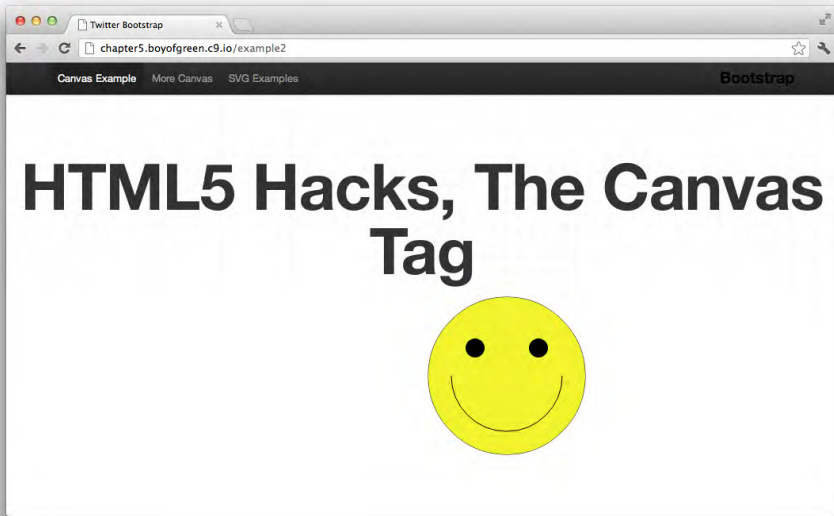 Twitter Bootstrap
chapter5.boyofgreen.c9.io/example2
Canvas Example More Canvas SVG Examples Bootstrap
HTML5 Hacks, The Canvas
Tag